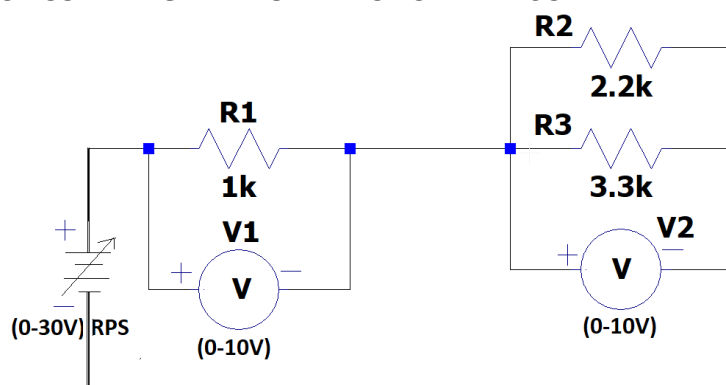 R2
2.2k
R1
R3
1k
3.3k
V1
V2
+
+
V
–
+
V
–
–
(0-30V) RPS
(0-10V)
(0-10V)